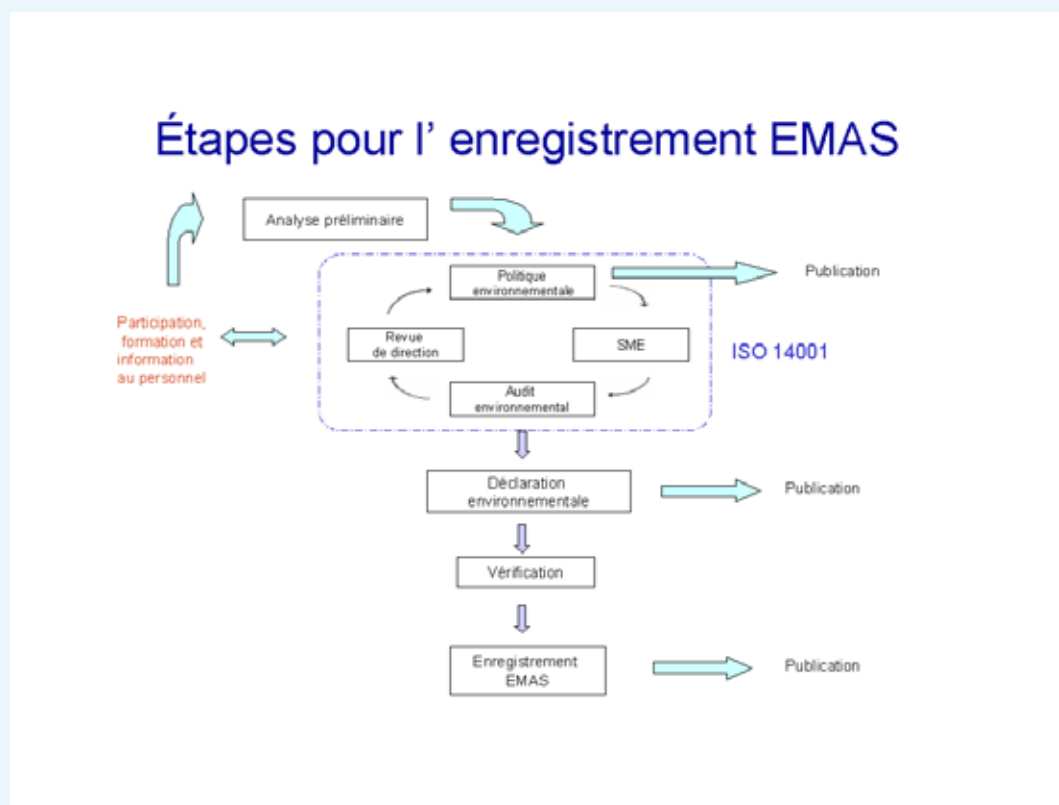 Étapes pour l' enregistrement EMAS
Analyse préliminaire
Politique
environnementale
Publication
Participation,
formation et
information
au personnel
Revue
de direction
SME
ISO 14001
Audit
environnemental
Déclaration
environnementale
Publication
Vérification
Enregistrement
EMAS
Publication